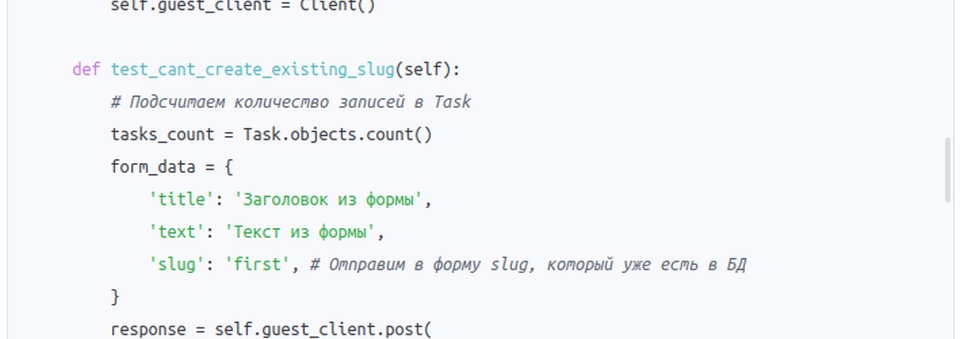 self.guest_client = Client()
def test_cant_create_existing_slug(self):
# Подсчитаем количество записей в Task
tasks_count = Task.objects.count()
form_data = {
'title': 'Заголовок из формы',
'text': 'Текст из формы',
'slug': 'first', # Отправим в форму slug, который уже есть в БД
}
response = self.guest_client.post(